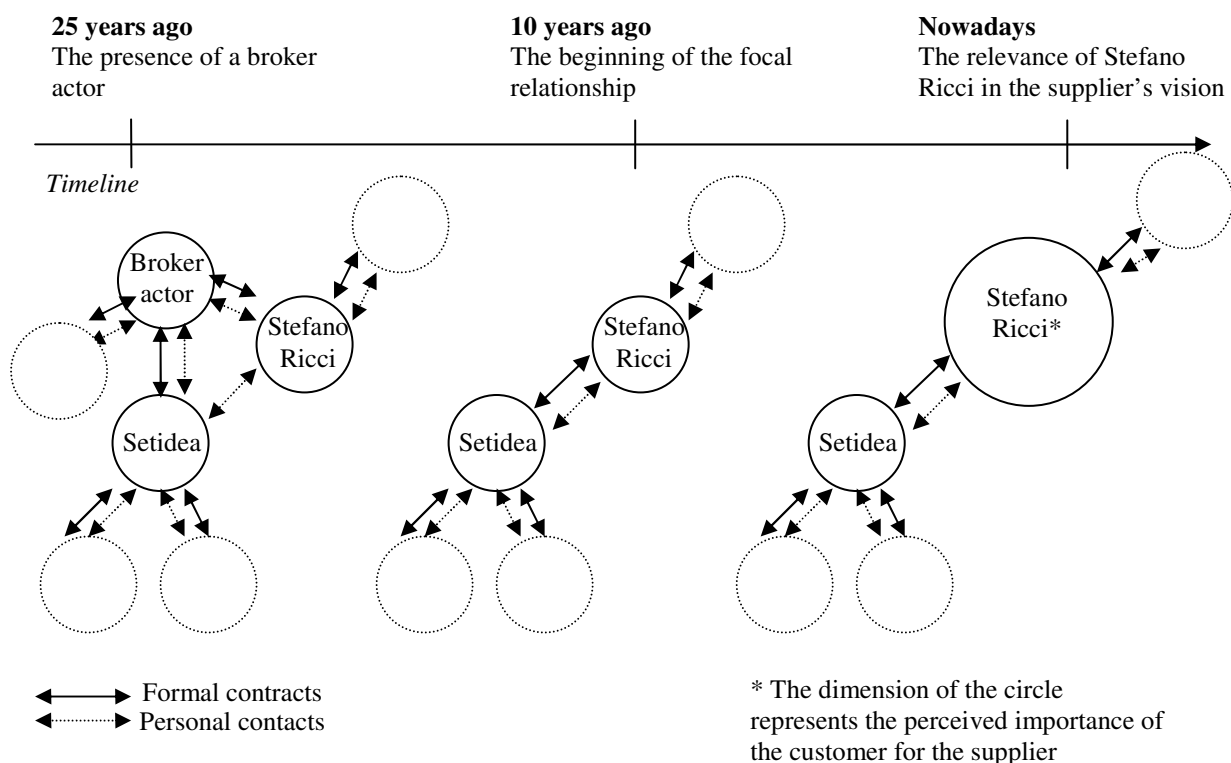 25 years ago
The presence of a broker
actor
10 years ago
The beginning of the focal
relationship
Nowadays
The relevance of Stefano
Ricci in the supplier's vision
Timeline
Broker
actor
Stefano
Ricci
Setidea
Stefano
Ricci
Setidea
Stefano
Ricci*
Setidea
Formal contracts
Personal contacts
* The dimension of the circle
represents the perceived importance of
the customer for the supplier